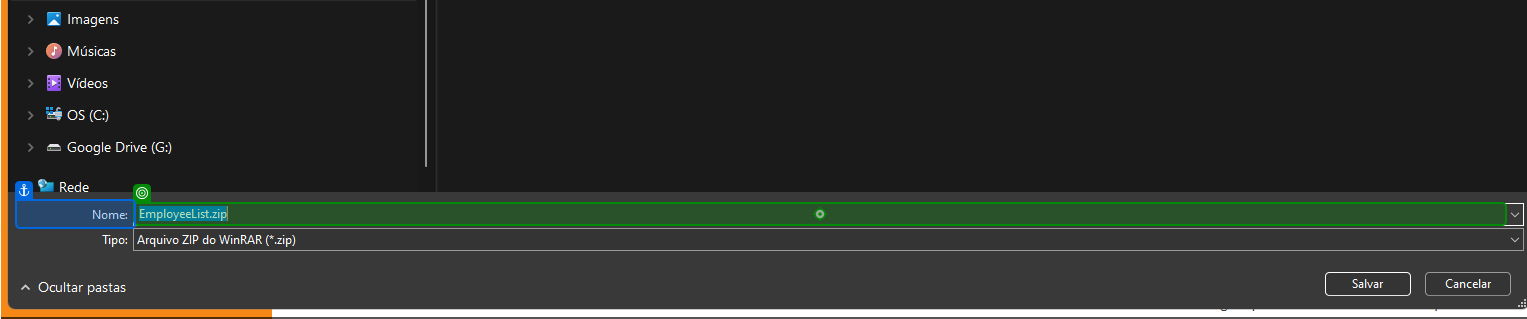 Imagens
Músicas
Vídeos
OS (C:)
Google Drive (G:)
Rede
Nome: EmployeeList.zip
Tipo: Arquivo ZIP do WinRAR (*.zip)
Ocultar pastas
Salvar Cancelar